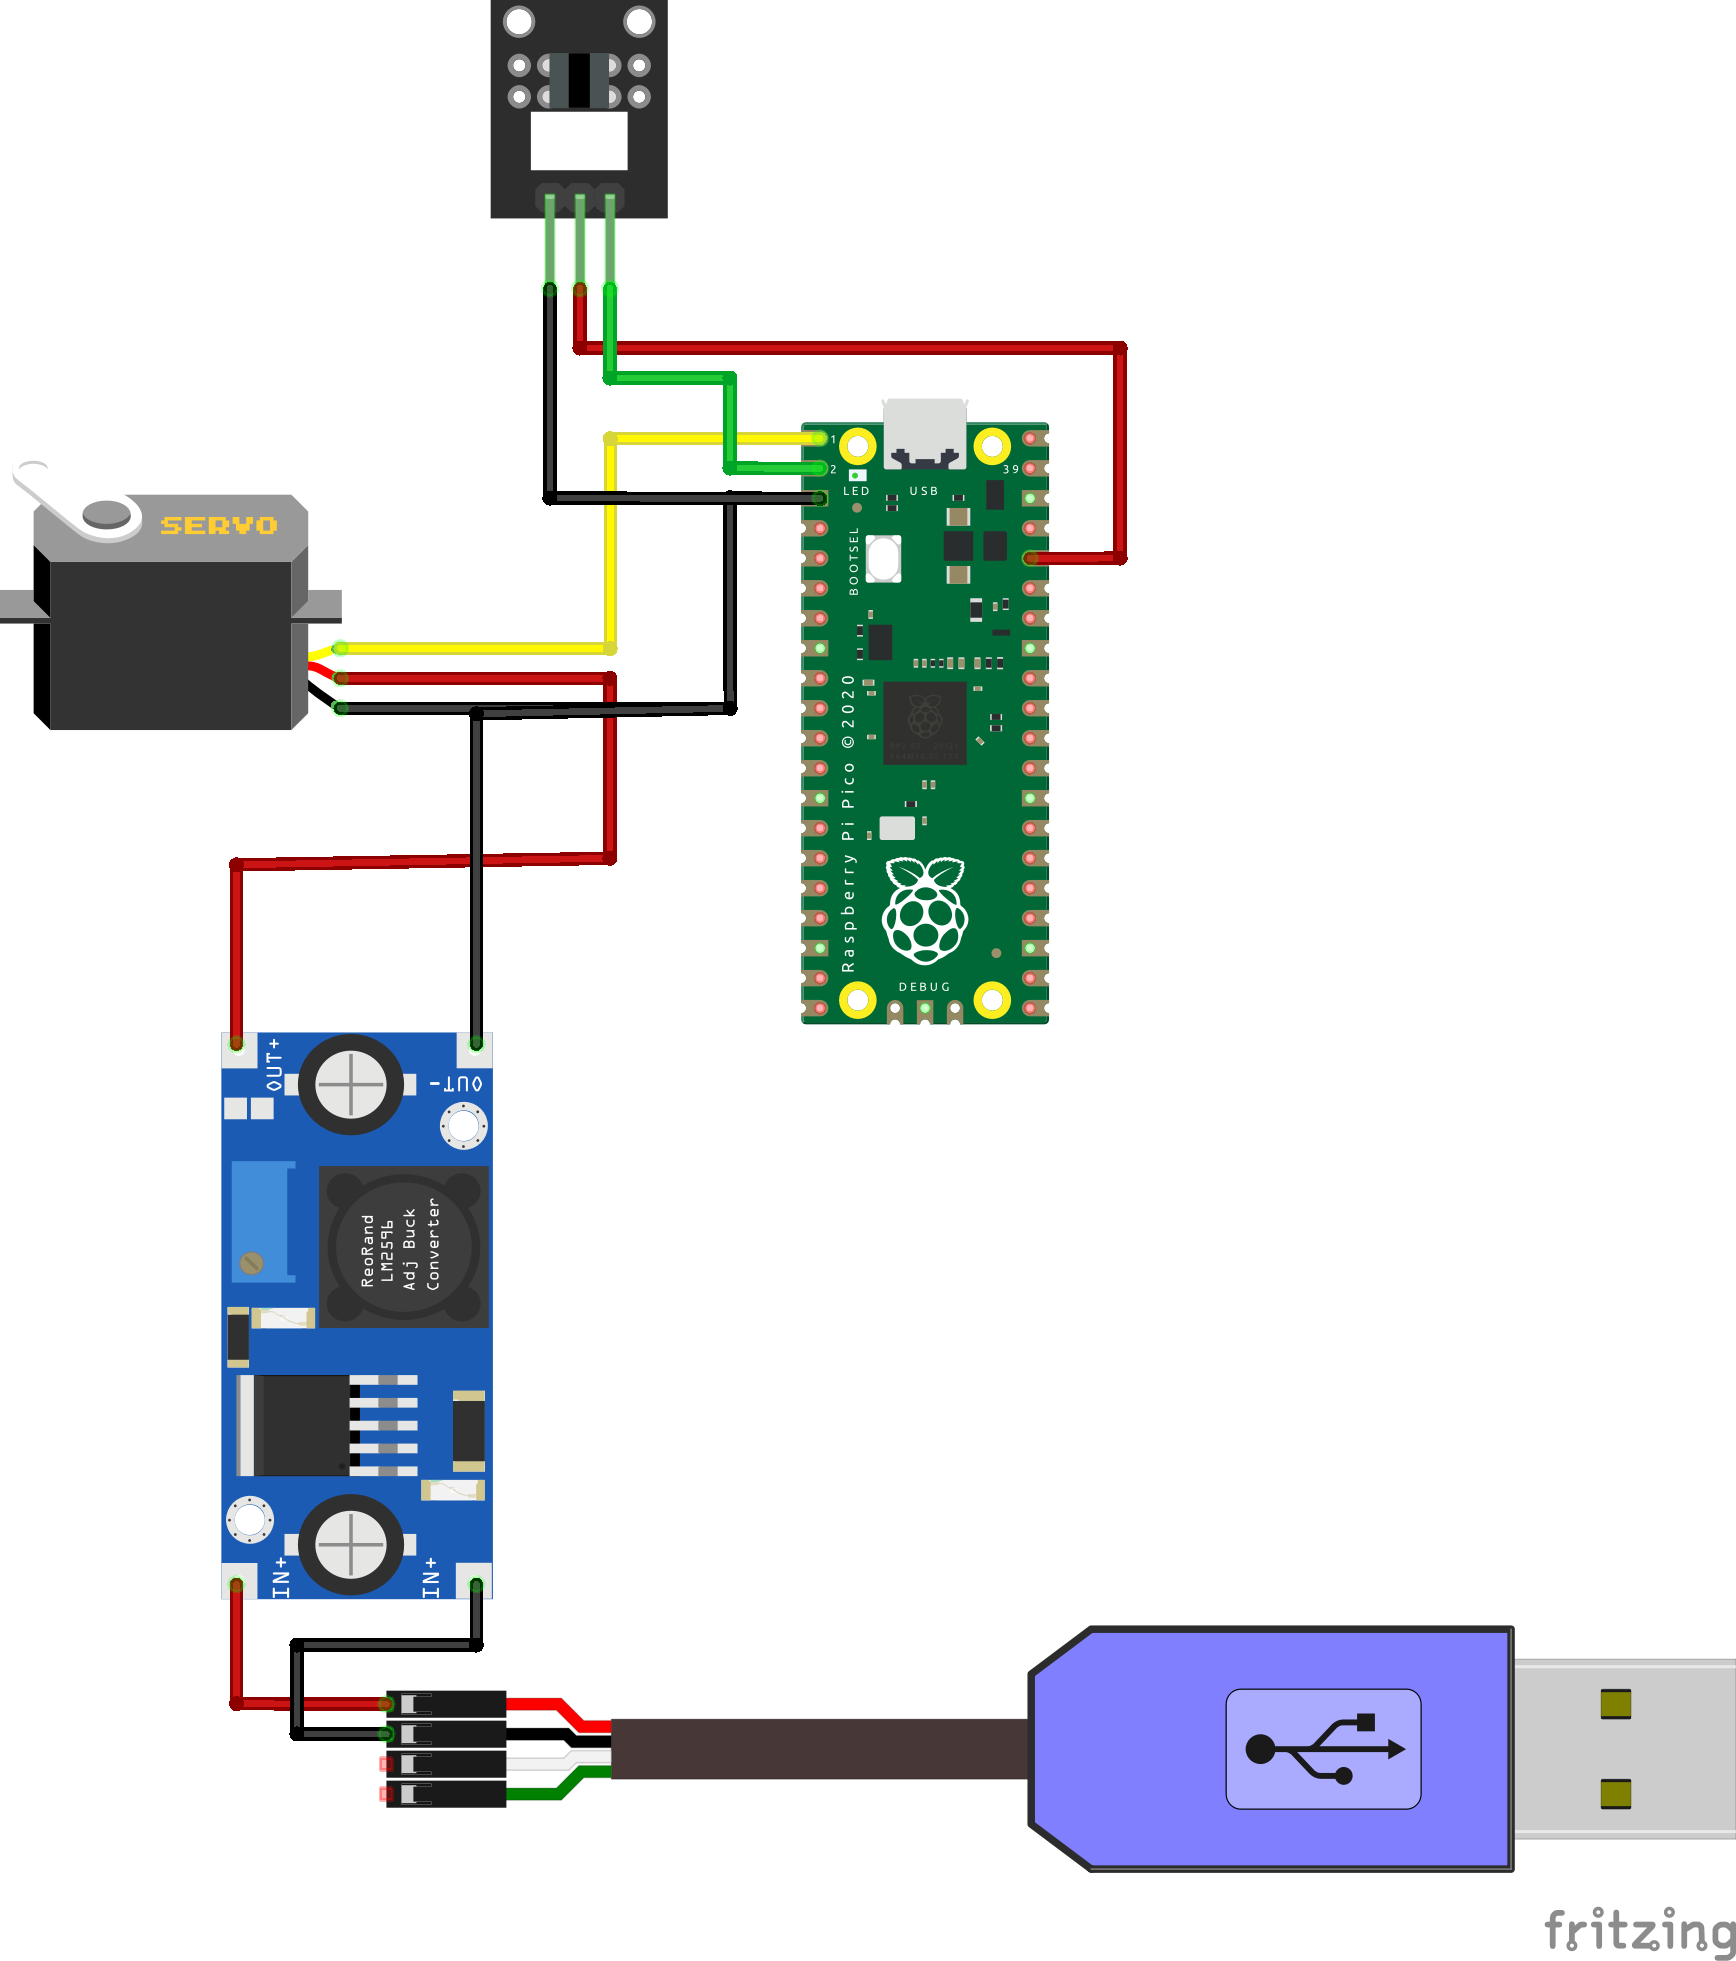 1
2
39
LED
USB
BOOTSEL
SERVO
Raspberry Pi Pico ©2020
DEBUG
OUT+
OUT-
ReoRand
LM2596
Adj Buck
Converter
IN+
IN+
fritzing